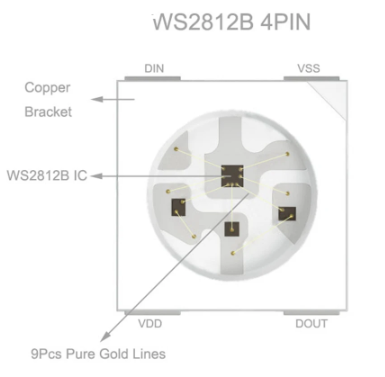 WS2812B 4PIN
DIN
VSS
Copper
Bracket
WS2812B IC
VDD
DOUT
9Pcs Pure Gold Lines